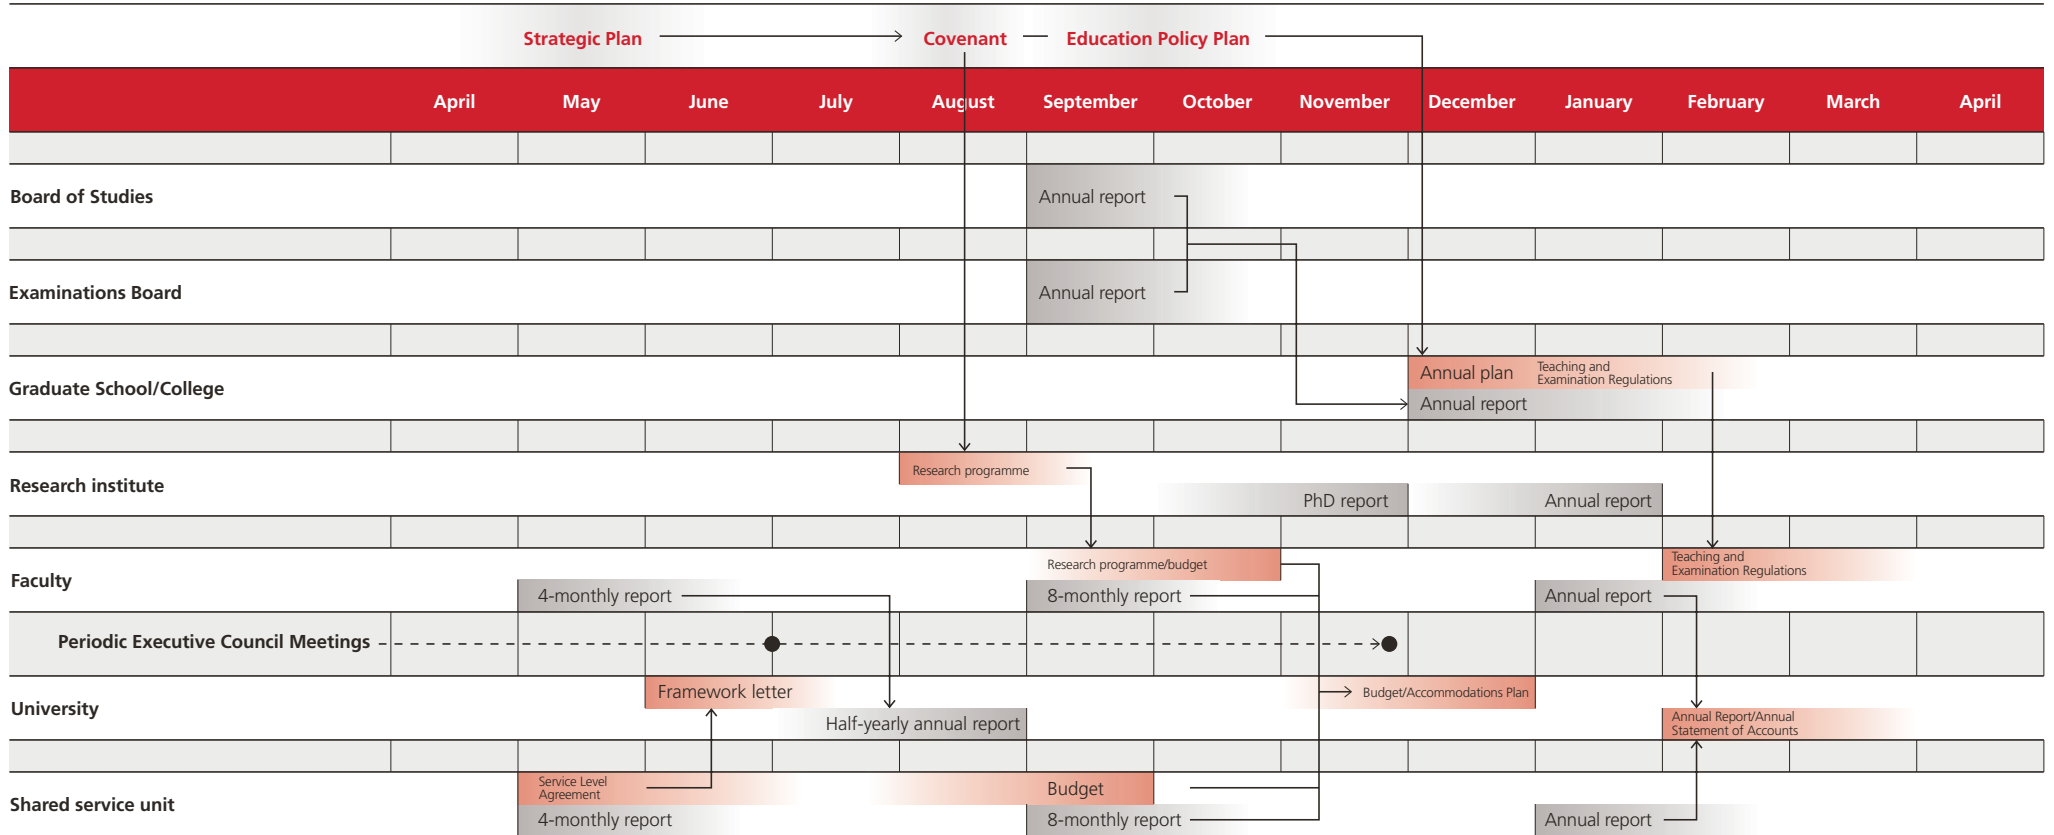 Strategic Plan
Covenant
Education Policy Plan
April
May
June
July
August
September
October
November
December
January
February
March
April
Board of Studies
Annual report
Examinations Board
Annual report
Graduate School/College
Annual plan
Teaching and
Examination Regulations
Annual report
Research institute
Research programme
PhD report
Annual report
Faculty
Research programme/budget
Teaching and
Examination Regulations
4-monthly report
8-monthly report
Annual report
Periodic Executive Council Meetings
University
Framework letter
Budget/Accommodations Plan
Half-yearly annual report
Annual Report/Annual
Statement of Accounts
Shared service unit
Service Level
Agreement
Budget
4-monthly report
8-monthly report
Annual report